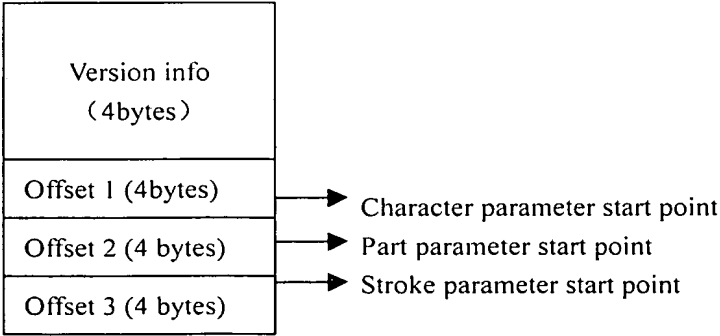 Version info
（4bytes）
Offset 1 (4bytes)
Character parameter start point
Offset 2 (4 bytes)
Part parameter start point
Offset 3 (4 bytes)
Stroke parameter start point